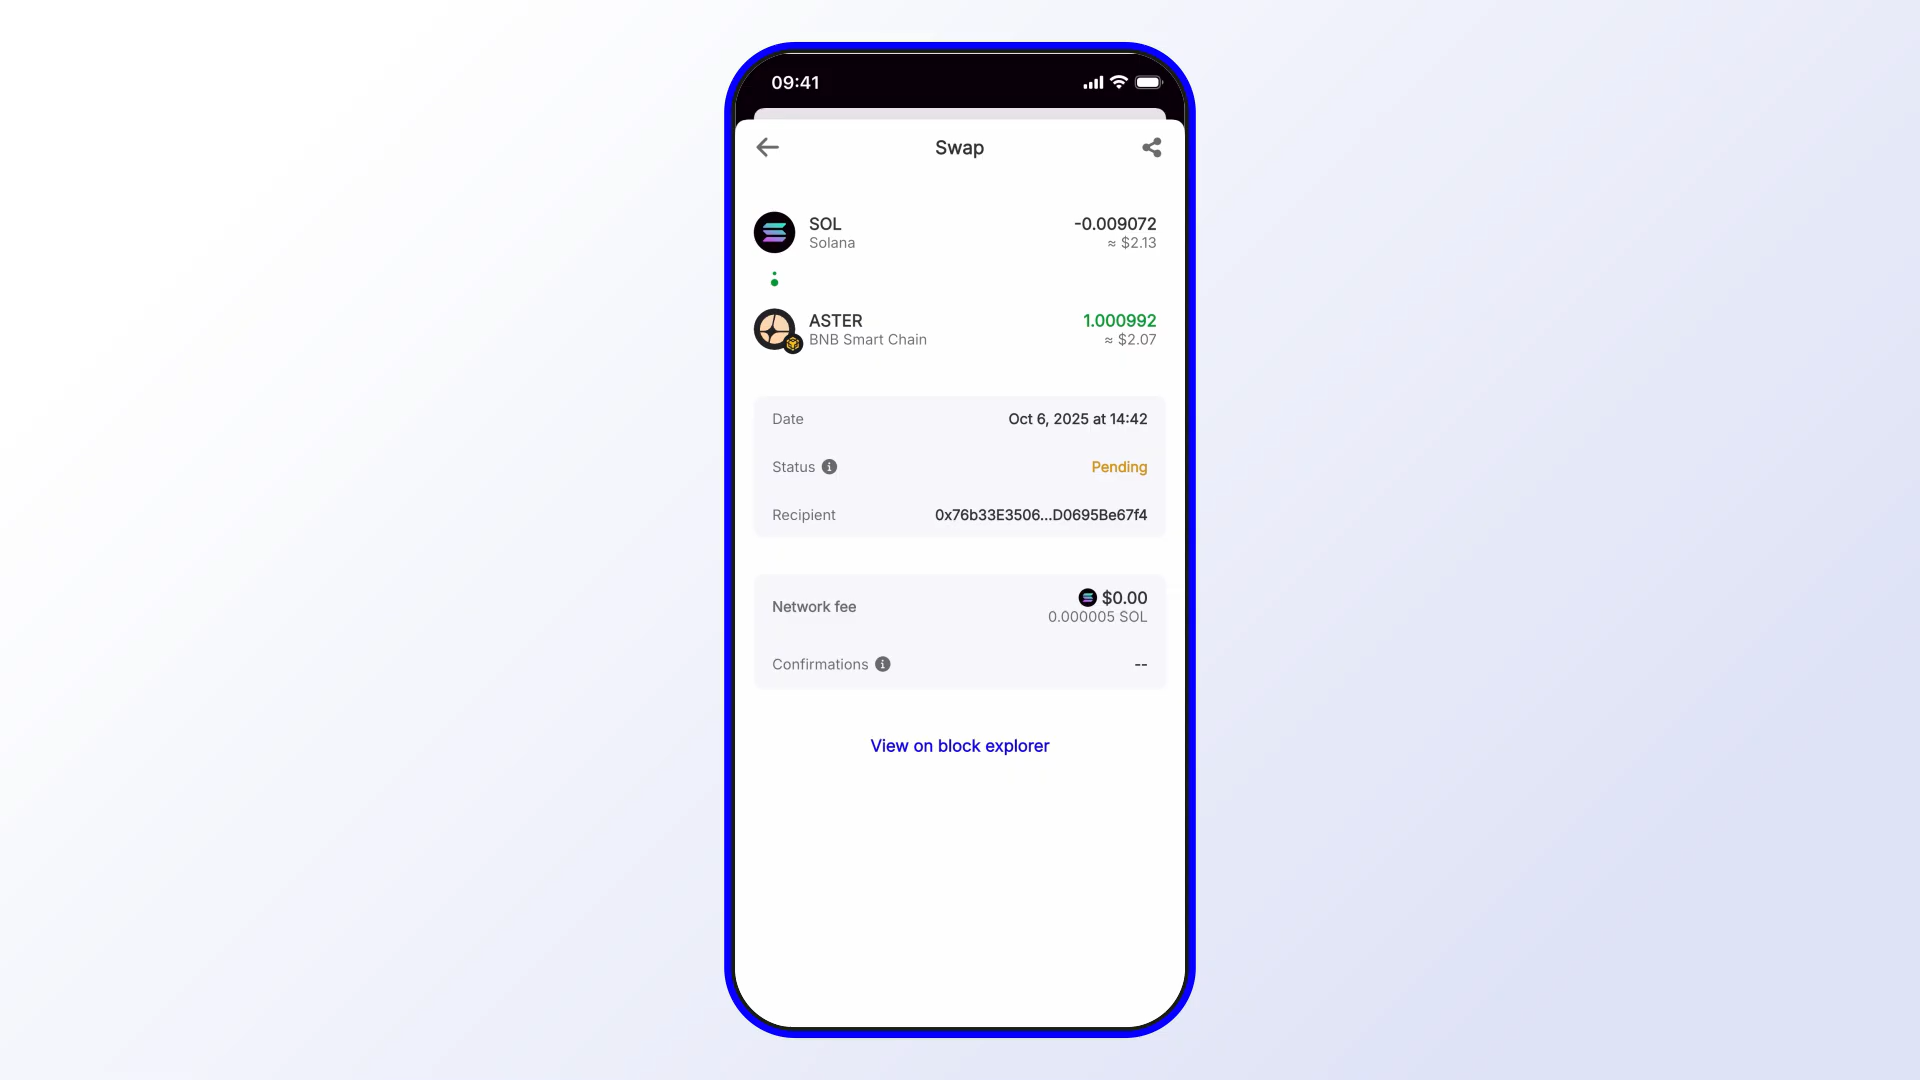 09:41
Swap
SOL -0.009072
Solana ≈ $2.13
ASTER 1.000992
BNB Smart Chain ≈ $2.07
Date Oct 6, 2025 at 14:42
Status Pending
Recipient 0x76b33E3506...D0695Be67f4
Network fee $0.00
0.000005 SOL
Confirmations --
View on block explorer